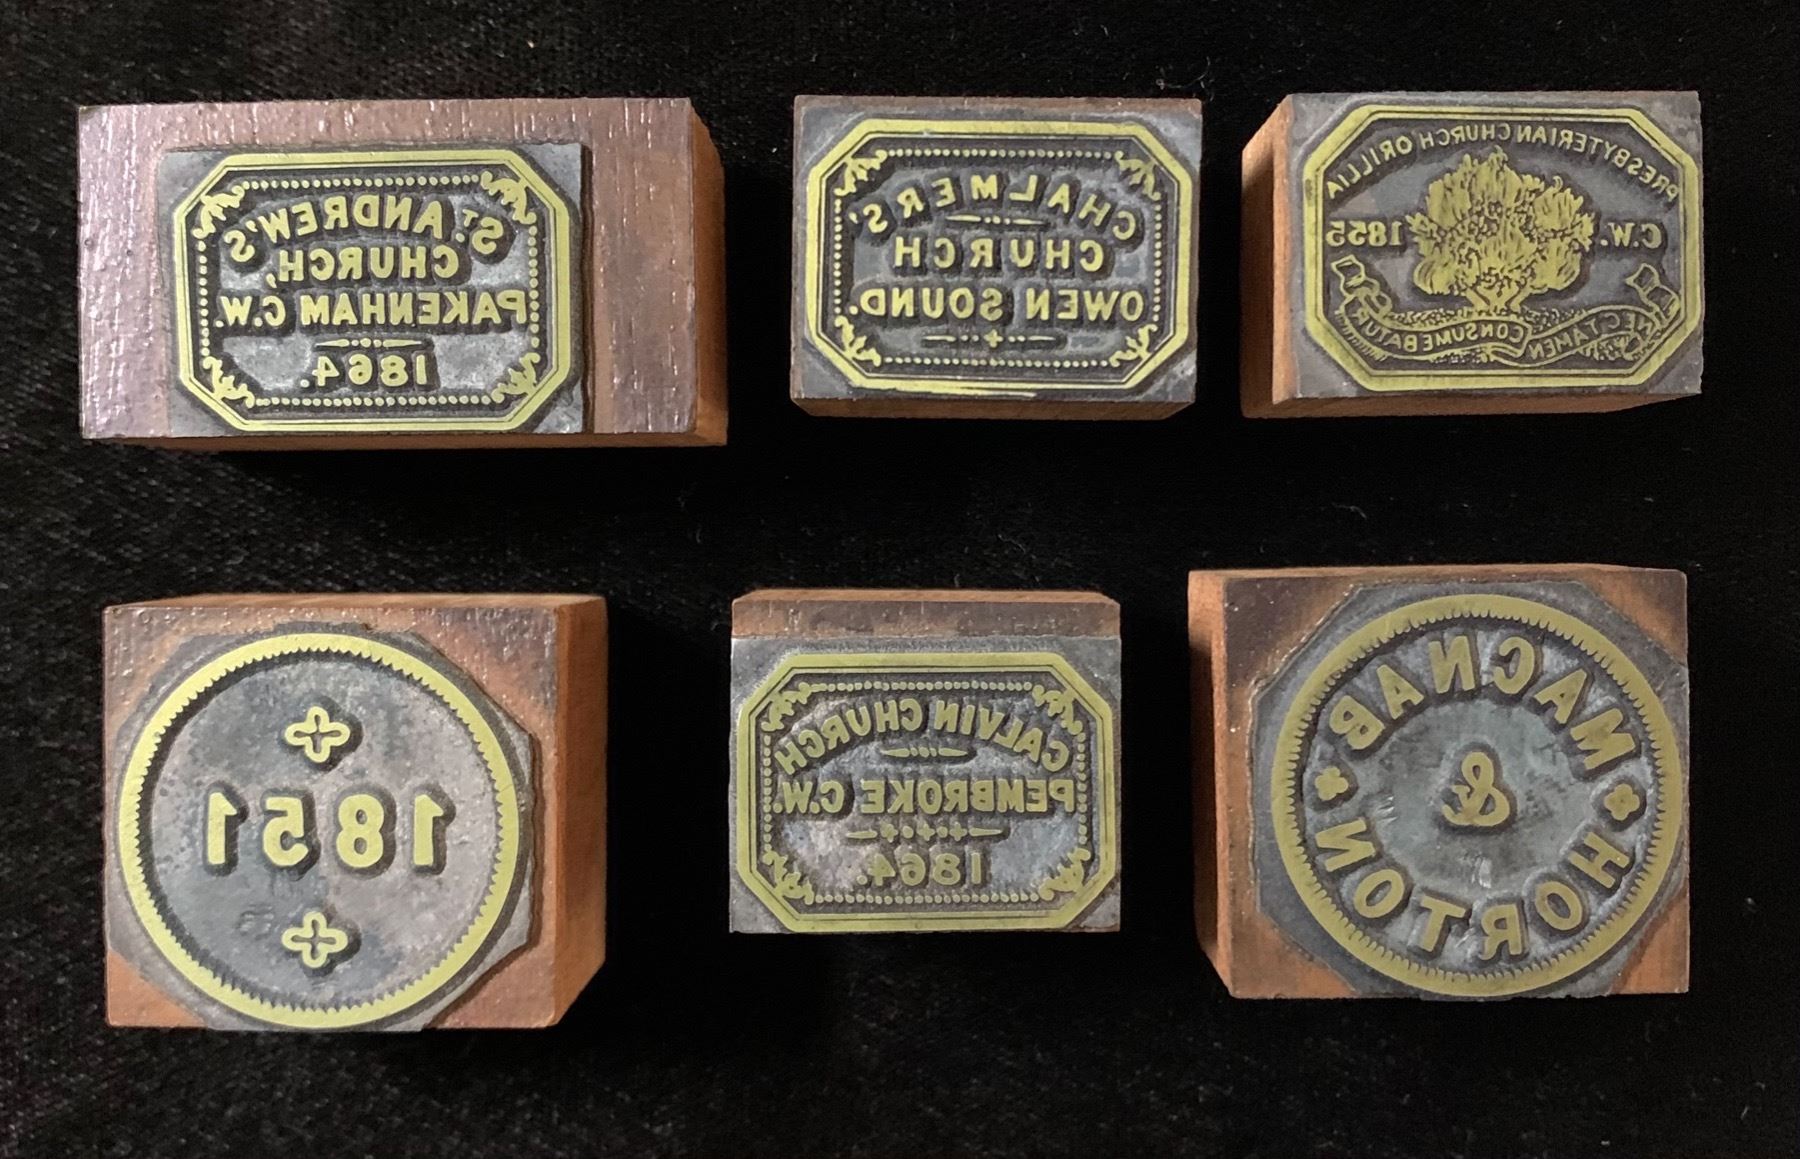 ST. ANDREW'S
CHURCH,
PAKENHAM C.W.
1864.
CHALMERS'
CHURCH
OWEN SOUND.
PRESBYTERIAN CHURCH ORILLIA
C.W. 1855
NEC TAMEN CONSUMEBATUR
1851
CALVIN CHURCH
PEMBROKE C.W.
1864.
MACNAB
&
HORTON